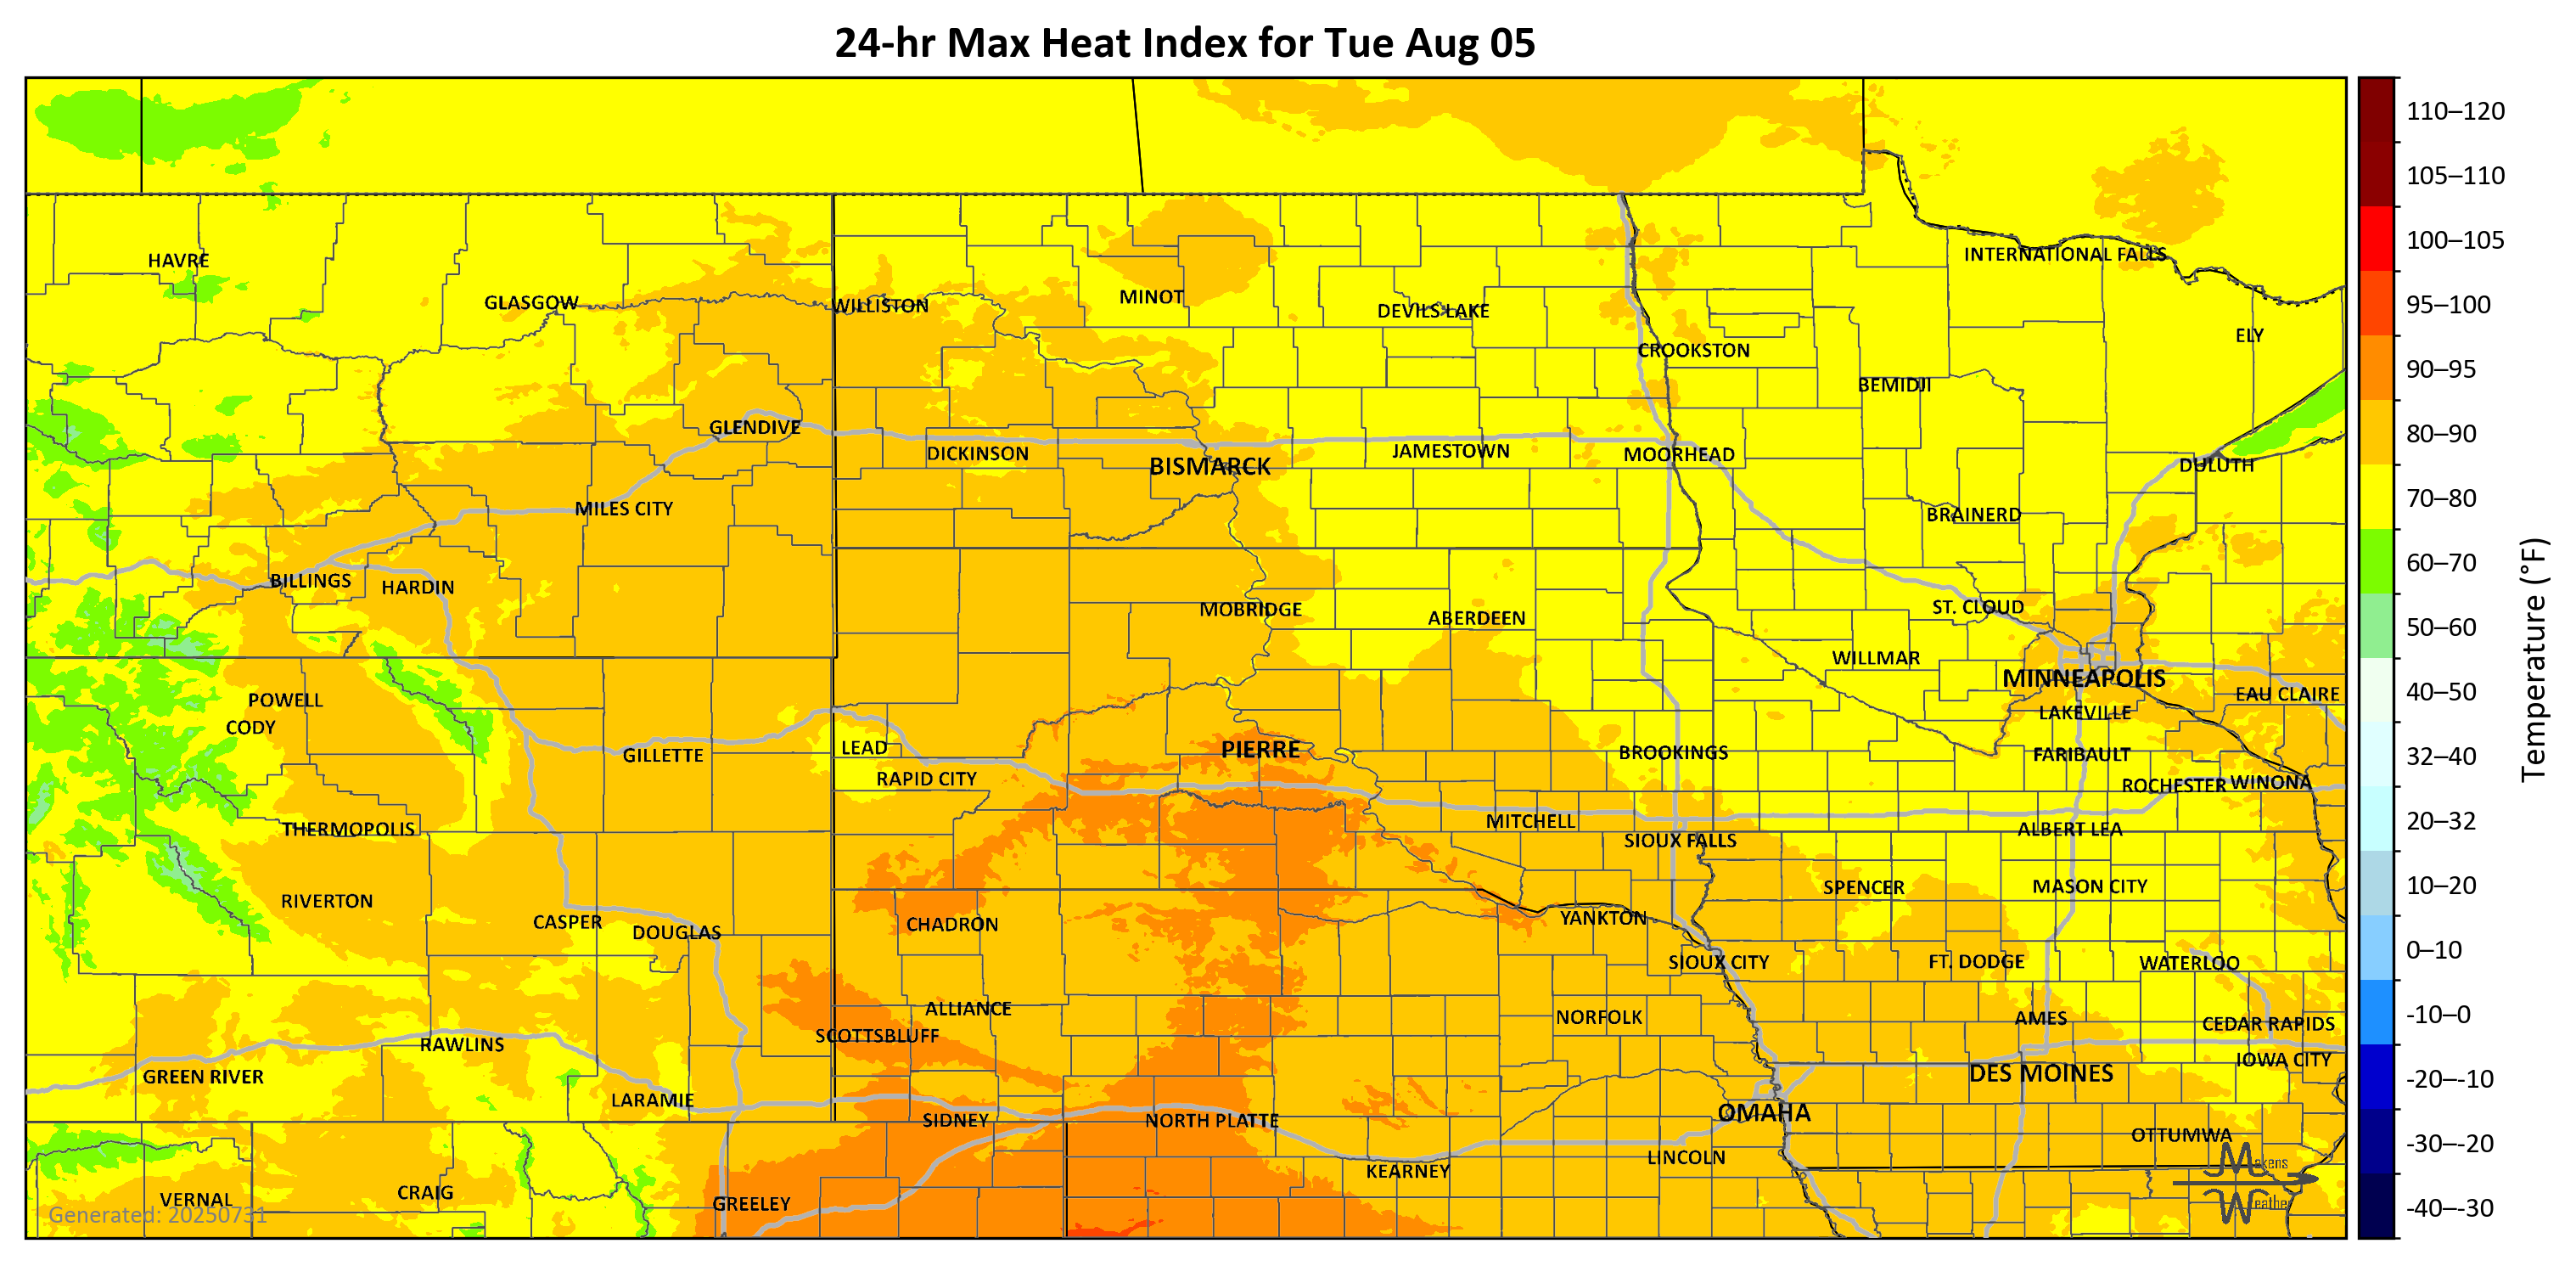 24-hr Max Heat Index for Tue Aug 05
HAVRE
GLASGOW
WILLISTON
MINOT
DEVILS LAKE
INTERNATIONAL FALLS
CROOKSTON
ELY
BEMIDJI
GLENDIVE
DICKINSON
BISMARCK
JAMESTOWN
MOORHEAD
DULUTH
MILES CITY
BRAINERD
BILLINGS
HARDIN
MOBRIDGE
ABERDEEN
ST. CLOUD
WILLMAR
MINNEAPOLIS
POWELL
EAU CLAIRE
CODY
LAKEVILLE
GILLETTE
LEAD
PIERRE
BROOKINGS
FARIBAULT
RAPID CITY
ROCHESTER
WINONA
THERMOPOLIS
MITCHELL
SIOUX FALLS
ALBERT LEA
RIVERTON
SPENCER
MASON CITY
CASPER
DOUGLAS
CHADRON
YANKTON
SIOUX CITY
FT. DODGE
WATERLOO
ALLIANCE
NORFOLK
AMES
CEDAR RAPIDS
SCOTTSBLUFF
RAWLINS
IOWA CITY
GREEN RIVER
DES MOINES
LARAMIE
SIDNEY
NORTH PLATTE
OMAHA
OTTUMWA
LINCOLN
KEARNEY
VERNAL
CRAIG
GREELEY
Generated: 20250731
Makens
Weather
110–120
105–110
100–105
95–100
90–95
80–90
70–80
60–70
50–60
40–50
32–40
20–32
10–20
0–10
-10–0
-20–-10
-30–-20
-40–-30
Temperature (°F)